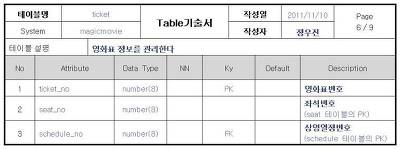 테이블명 ticket Table기술서 작성일 2011/11/10 Page
System magicmovie 작성자 정우진 6 / 9
테이블 설명 영화표 정보를 관리한다
No Attribute Data Type NN Ky Default Description
1 ticket_no number(8) PK 영화표번호
2 seat_no number(8) 좌석번호
(seat 테이블의 PK)
3 schedule_no number(8) FK 상영일정번호
(schedule 테이블의 PK)